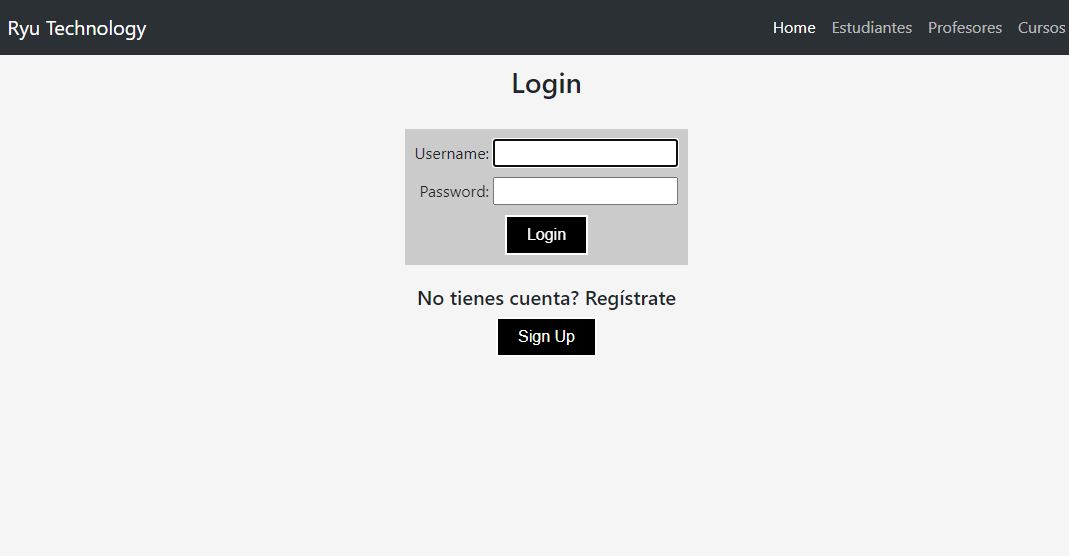 Ryu Technology Home Estudiantes Profesores Cursos
Login
Username:
Password:
Login
No tienes cuenta? Regístrate
Sign Up